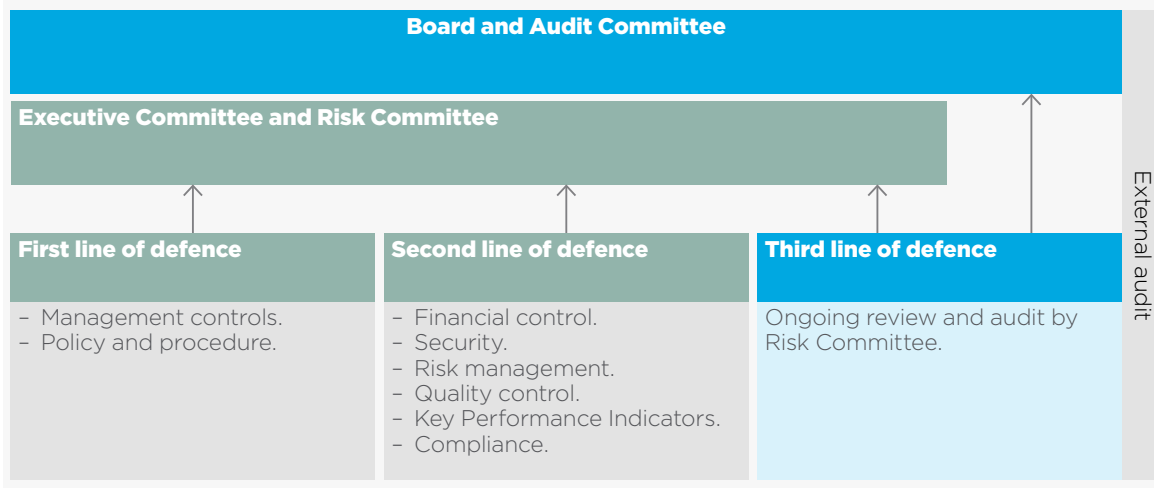 Board and Audit Committee
Executive Committee and Risk Committee
First line of defence
– Management controls.
– Policy and procedure.
Second line of defence
– Financial control.
– Security.
– Risk management.
– Quality control.
– Key Performance Indicators.
– Compliance.
Third line of defence
Ongoing review and audit by
Risk Committee.
External audit